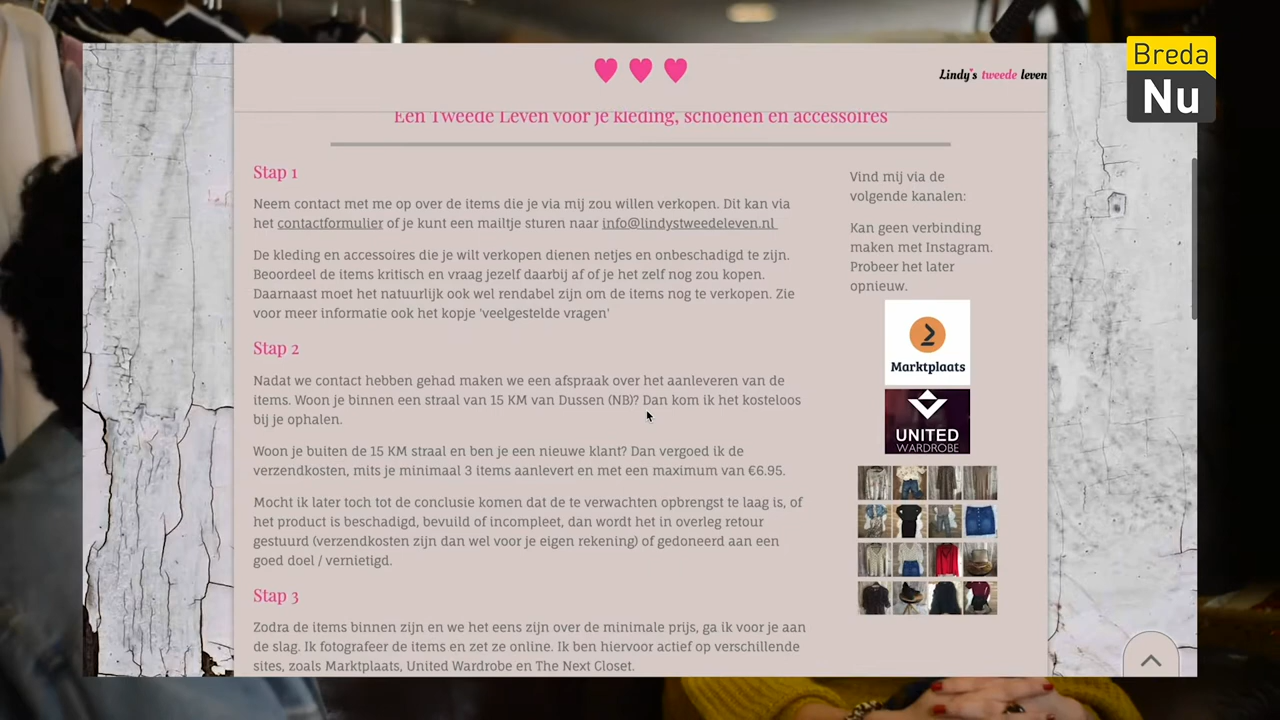 Breda
Nu
Lindy's tweede leven
Een Tweede Leven voor je kleding, schoenen en accessoires
Stap 1
Neem contact met me op over de items die je via mij zou willen verkopen. Dit kan via
het contactformulier of je kunt een mailtje sturen naar info@lindystweedeleven.nl
De kleding en accessoires die je wilt verkopen dienen netjes en onbeschadigd te zijn.
Beoordeel de items kritisch en vraag jezelf daarbij af of je het zelf nog zou kopen.
Daarnaast moet het natuurlijk ook wel rendabel zijn om de items nog te verkopen. Zie
voor meer informatie ook het kopje 'veelgestelde vragen'
Stap 2
Nadat we contact hebben gehad maken we een afspraak over het aanleveren van de
items. Woon je binnen een straal van 15 KM van Dussen (NB)? Dan kom ik het kosteloos
bij je ophalen.
Woon je buiten de 15 KM straal en ben je een nieuwe klant? Dan vergoed ik de
verzendkosten, mits je minimaal 3 items aanlevert en met een maximum van €6.95.
Mocht ik later toch tot de conclusie komen dat de te verwachten opbrengst te laag is, of
het product is beschadigd, bevuild of incompleet, dan wordt het in overleg retour
gestuurd (verzendkosten zijn dan wel voor je eigen rekening) of gedoneerd aan een
goed doel / vernietigd.
Stap 3
Zodra de items binnen zijn en we het eens zijn over de minimale prijs, ga ik voor je aan
de slag. Ik fotografeer de items en zet ze online. Ik ben hiervoor actief op verschillende
sites, zoals Marktplaats, United Wardrobe en The Next Closet.
Vind mij via de
volgende kanalen:
Kan geen verbinding
maken met Instagram.
Probeer het later
opnieuw.
Marktplaats
UNITED
WARDROBE